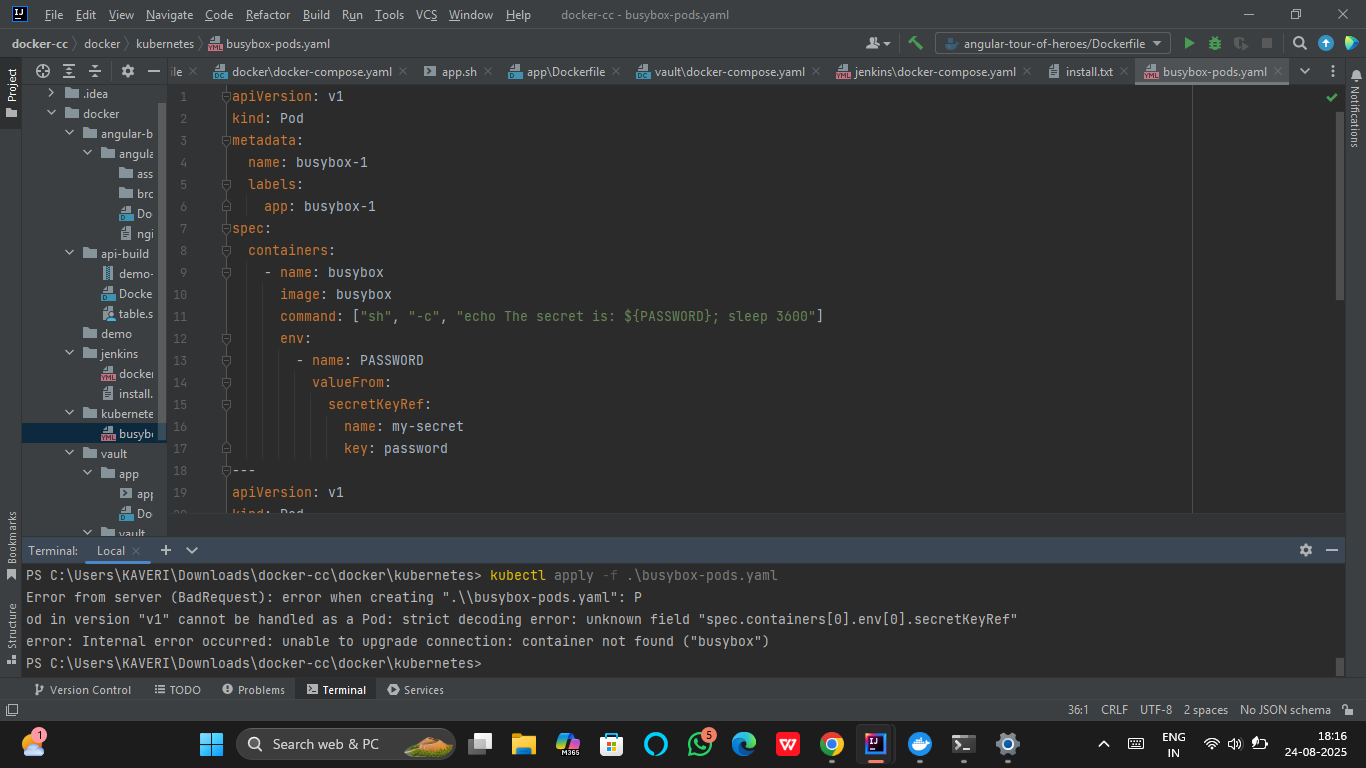 File Edit View Navigate Code Refactor Build Run Tools VCS Window Help docker-cc - busybox-pods.yaml
docker-cc docker kubernetes busybox-pods.yaml angular-tour-of-heroes/Dockerfile
Project
ile docker\docker-compose.yaml app.sh app\Dockerfile vault\docker-compose.yaml jenkins\docker-compose.yaml install.txt busybox-pods.yaml
Notifications
.idea
docker
angular-b
angula
ass
bro
Do
ngi
api-build
demo-
Docke
table.s
demo
jenkins
docker
install.
kubernete
busybo
vault
app
app
Do
vault
1 apiVersion: v1
2 kind: Pod
3 metadata:
4 name: busybox-1
5 labels:
6 app: busybox-1
7 spec:
8 containers:
9 - name: busybox
10 image: busybox
11 command: ["sh", "-c", "echo The secret is: ${PASSWORD}; sleep 3600"]
12 env:
13 - name: PASSWORD
14 valueFrom:
15 secretKeyRef:
16 name: my-secret
17 key: password
18 ---
19 apiVersion: v1
20 kind: Pod
Bookmarks
Structure
Terminal: Local
PS C:\Users\KAVERI\Downloads\docker-cc\docker\kubernetes> kubectl apply -f .\busybox-pods.yaml
Error from server (BadRequest): error when creating ".\\busybox-pods.yaml": P
od in version "v1" cannot be handled as a Pod: strict decoding error: unknown field "spec.containers[0].env[0].secretKeyRef"
error: Internal error occurred: unable to upgrade connection: container not found ("busybox")
PS C:\Users\KAVERI\Downloads\docker-cc\docker\kubernetes>
Version Control TODO Problems Terminal Services
36:1 CRLF UTF-8 2 spaces No JSON schema
1 Search web & PC M365 5 ENG 18:16
IN 24-08-2025